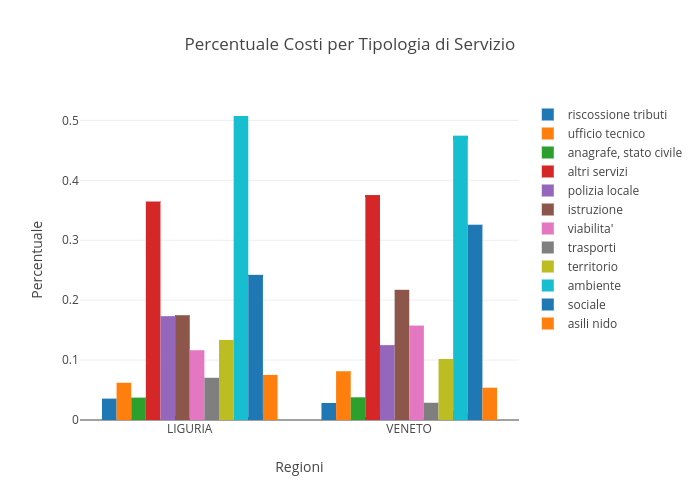 Percentuale Costi per Tipologia di Servizio
Percentuale
0.5
0.4
0.3
0.2
0.1
0
LIGURIA
VENETO
Regioni
riscossione tributi
ufficio tecnico
anagrafe, stato civile
altri servizi
polizia locale
istruzione
viabilita'
trasporti
territorio
ambiente
sociale
asili nido